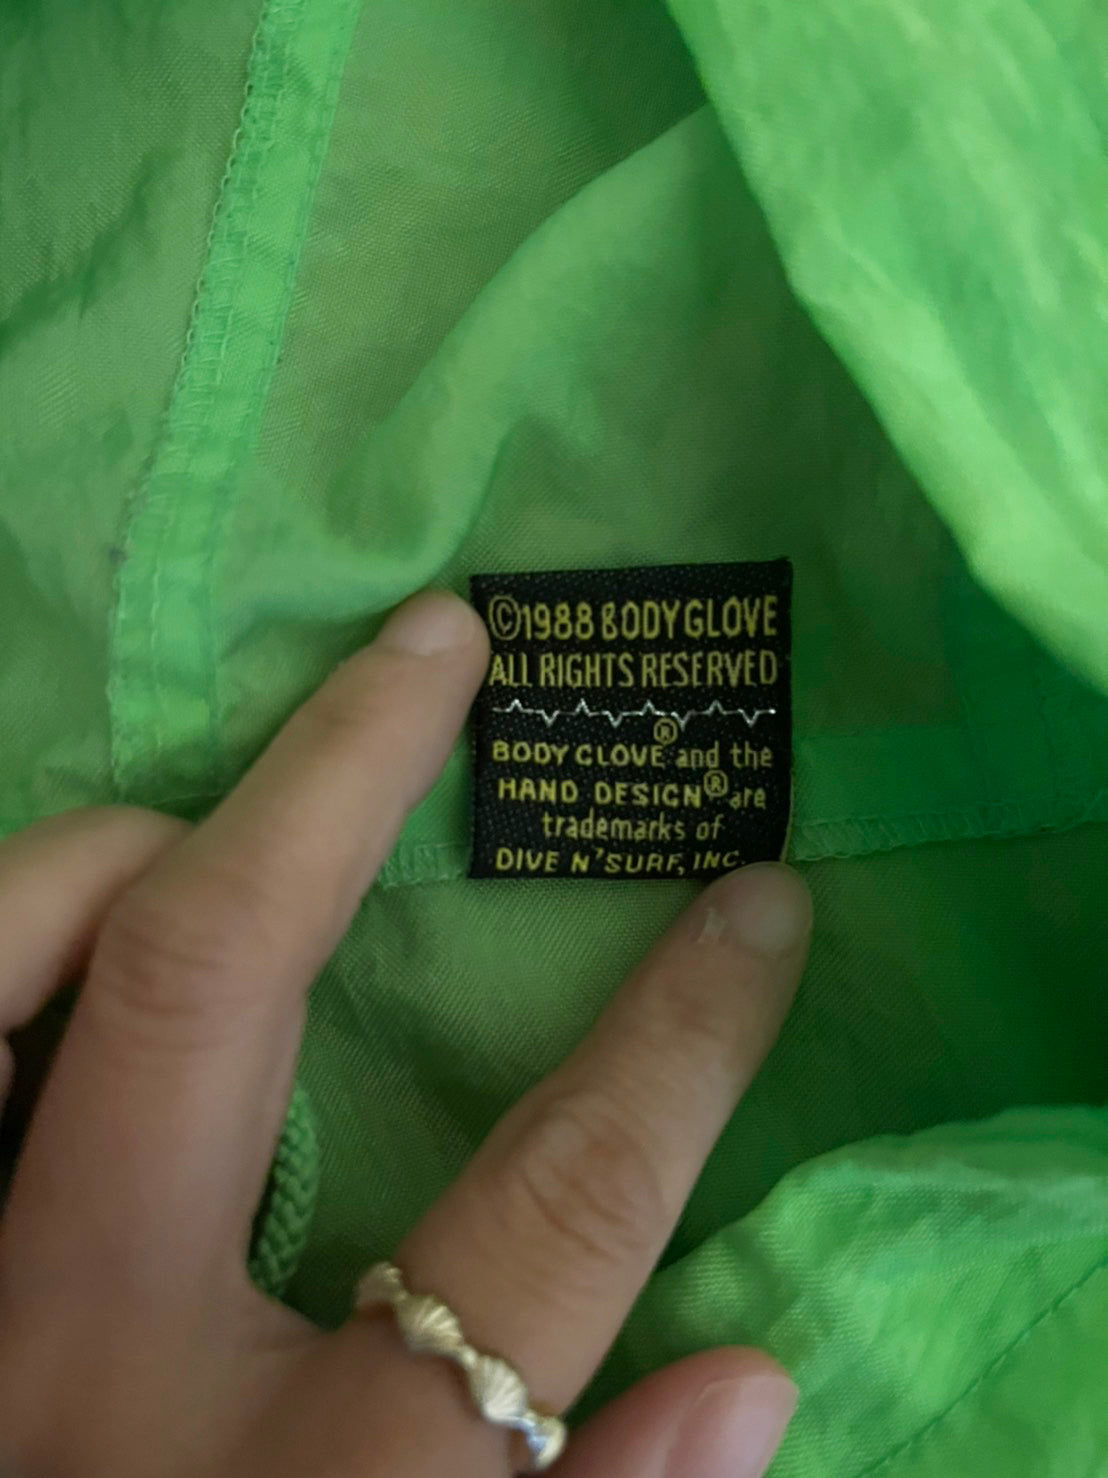 ©1988 BODY GLOVE
ALL RIGHTS RESERVED
BODY GLOVE® and the
HAND DESIGN® are
trademarks of
DIVE N' SURF, INC.